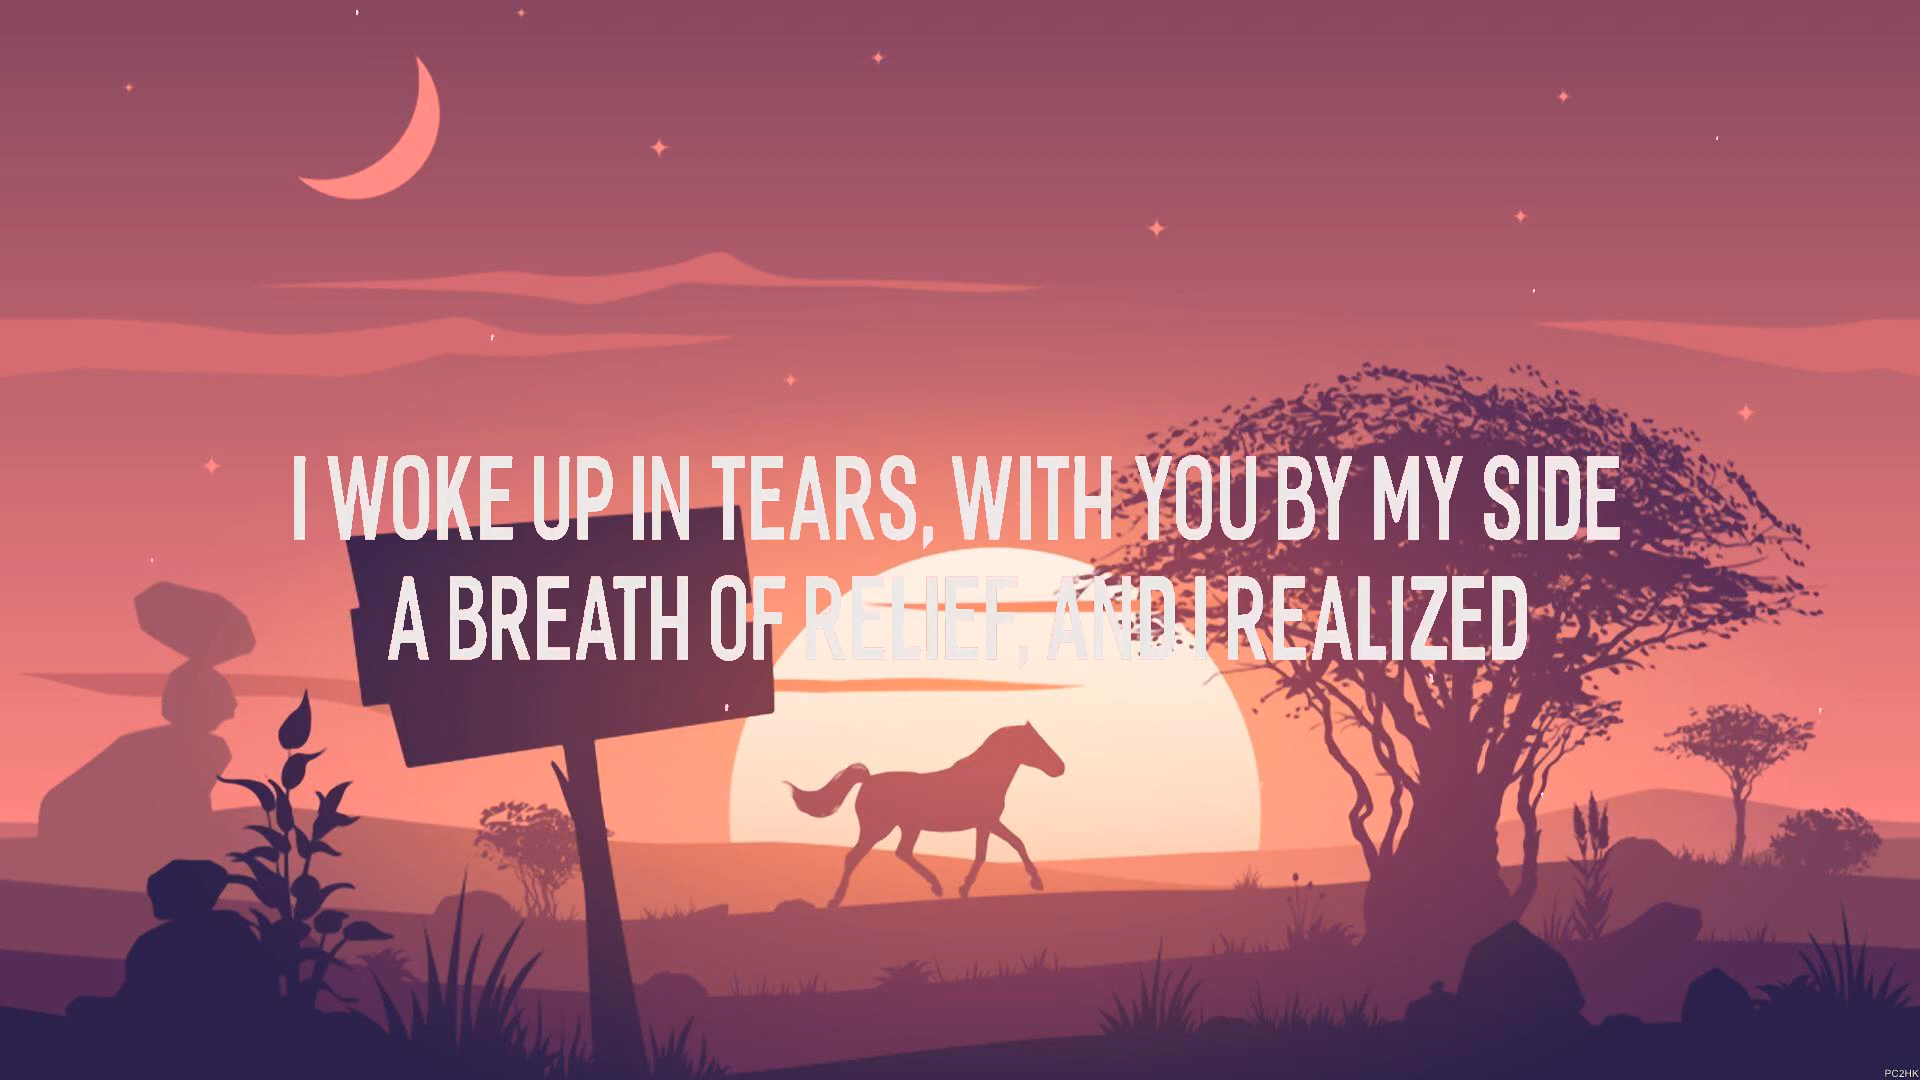 I WOKE UP IN TEARS, WITH YOU BY MY SIDE
A BREATH OF RELIEF, AND I REALIZED
PC2HK